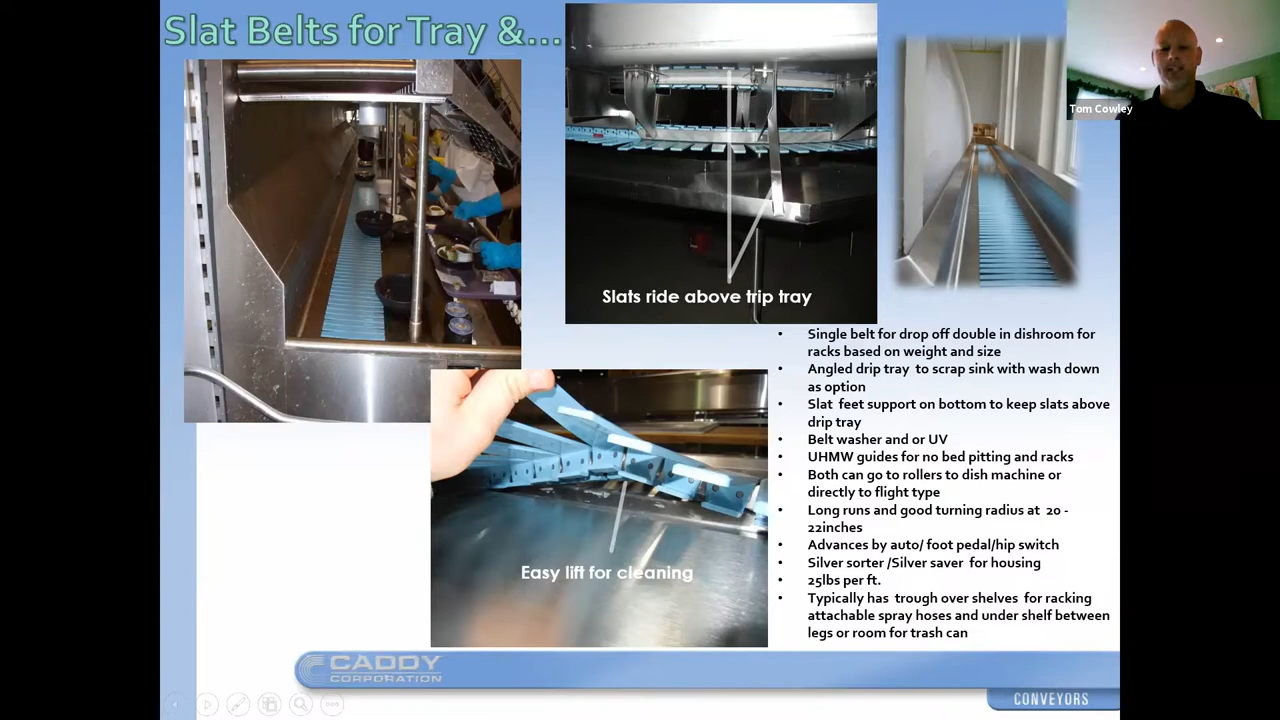 Slat Belts for Tray &...
Tom Cowley
Slats ride above trip tray
Easy lift for cleaning
• Single belt for drop off double in dishroom for
racks based on weight and size
• Angled drip tray to scrap sink with wash down
as option
• Slat feet support on bottom to keep slats above
drip tray
• Belt washer and or UV
• UHMW guides for no bed pitting and racks
• Both can go to rollers to dish machine or
directly to flight type
• Long runs and good turning radius at 20 -
22inches
• Advances by auto/ foot pedal/hip switch
• Silver sorter /Silver saver for housing
• 25lbs per ft.
• Typically has trough over shelves for racking
attachable spray hoses and under shelf between
legs or room for trash can
CADDY
CORPORATION
CONVEYORS